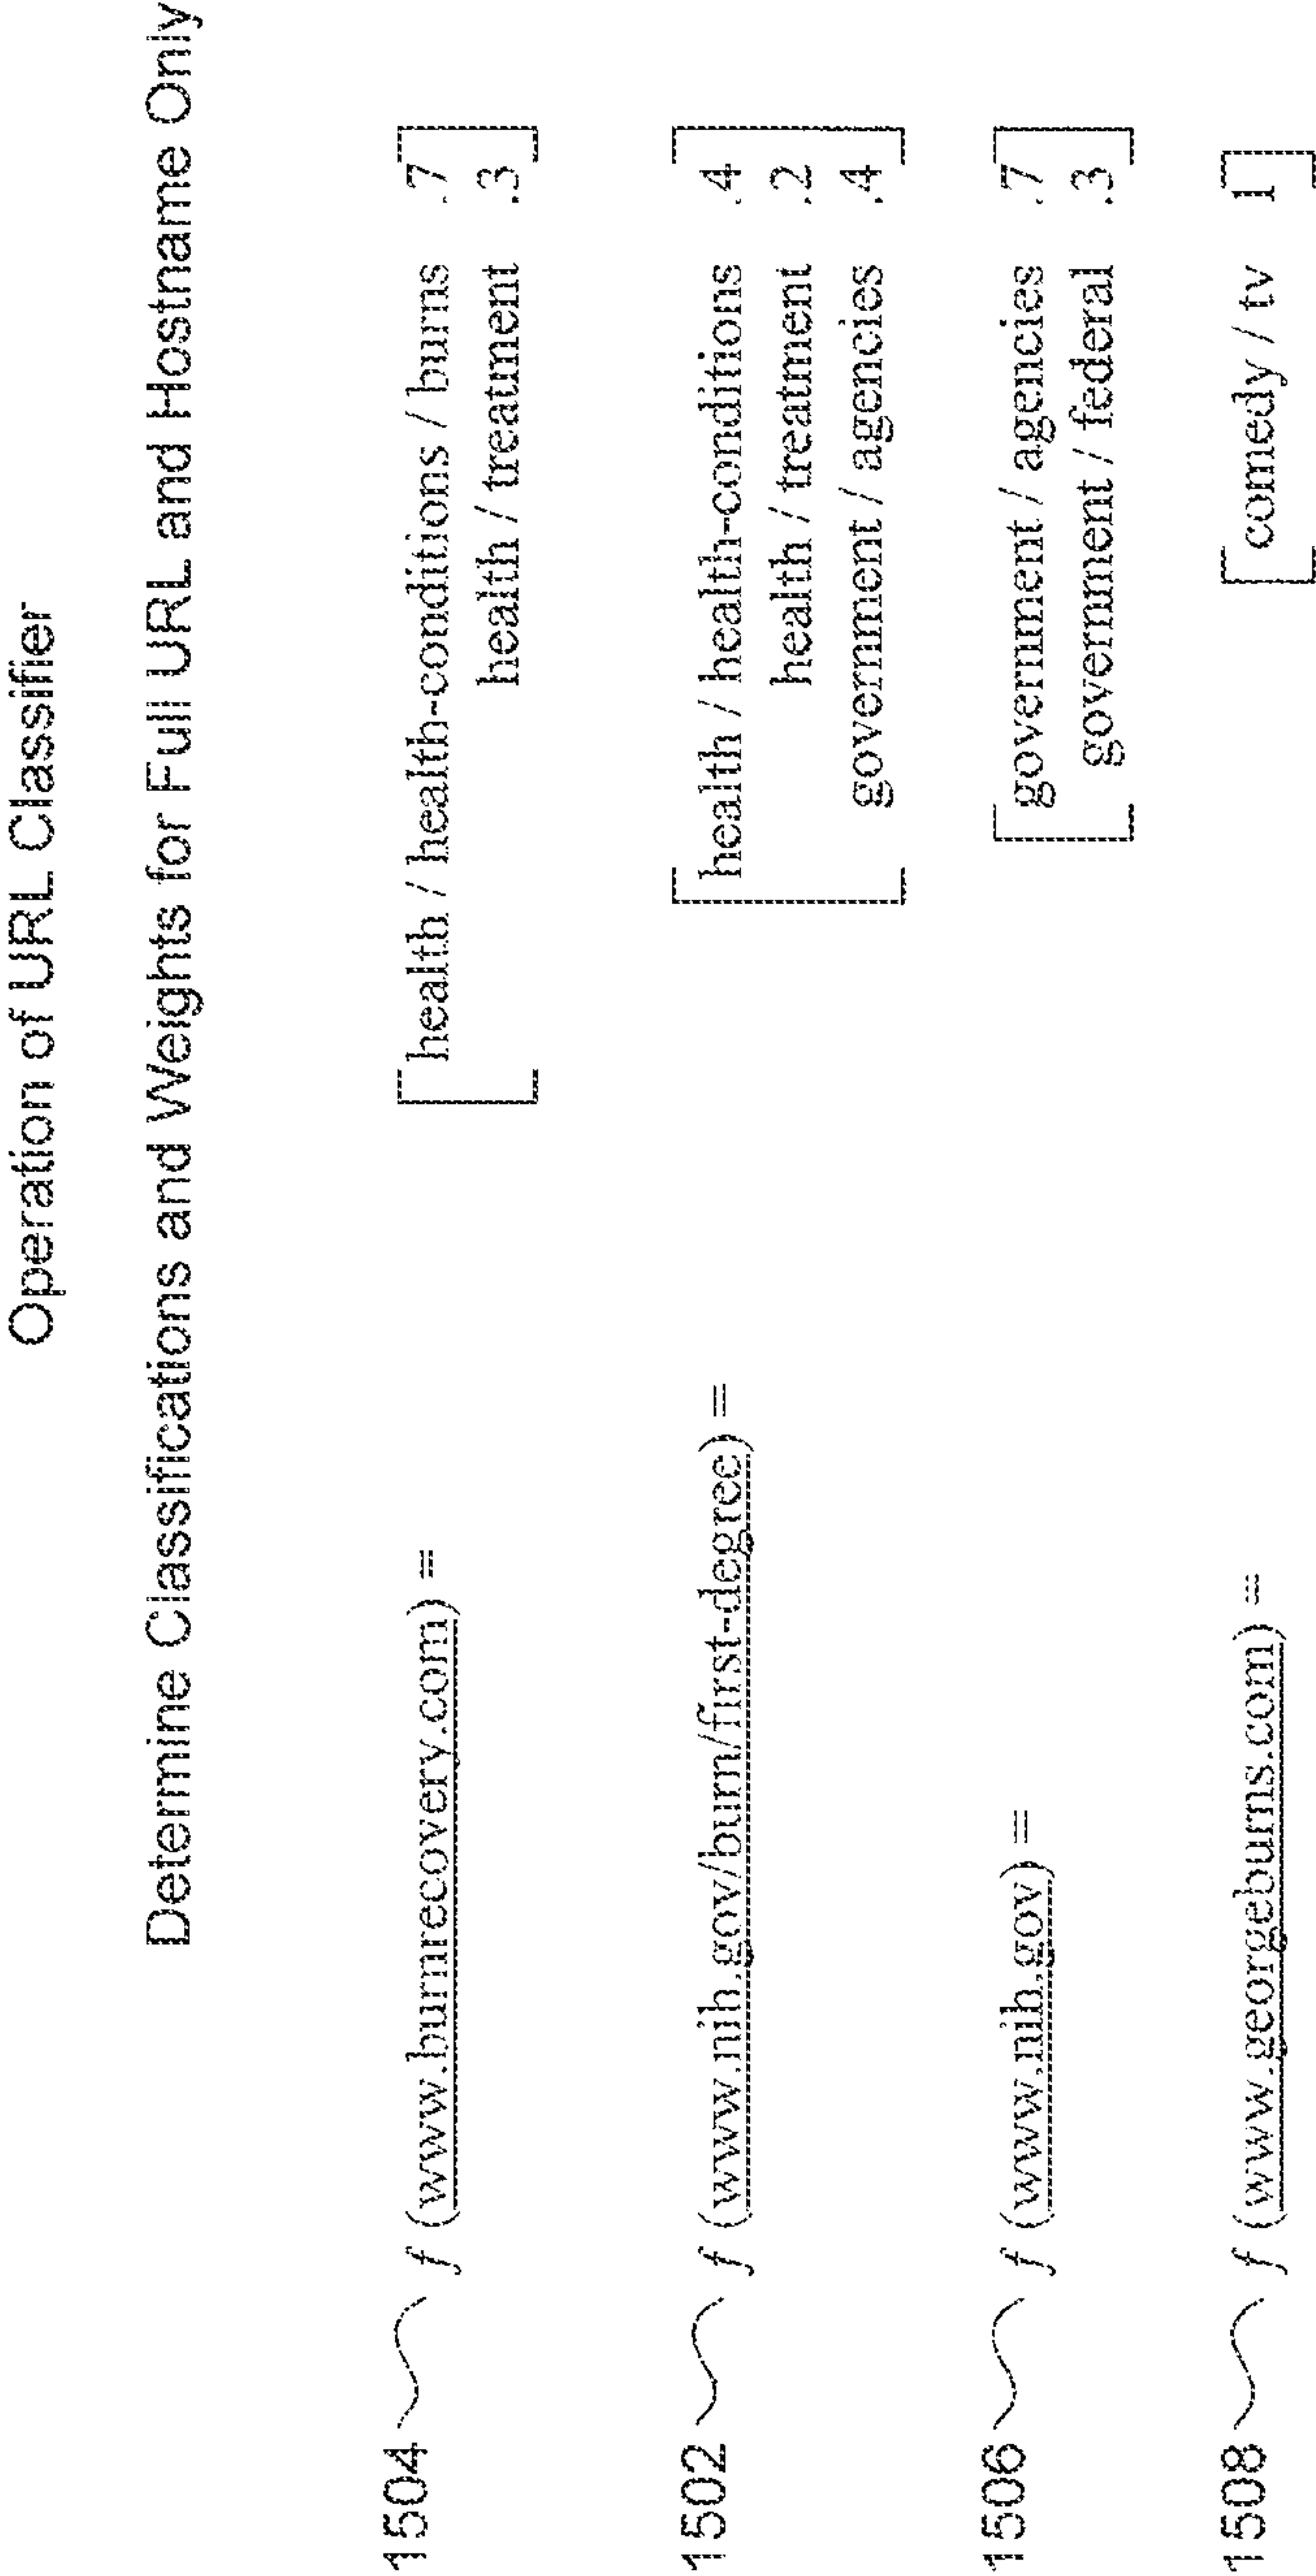 Operation of URL Classifier
Determine Classifications and Weights for Full URL and Hostname Only
1504 f (www.burnrecovery.com) = health / health-conditions / burns .7
health / treatment .3
1502 f (www.nih.gov/burn/first-degree) = health / health-conditions .4
health / treatment .2
government / agencies .4
1506 f (www.nih.gov) = government / agencies .7
government / federal .3
1508 f (www.georgeburns.com) = comedy / tv 1